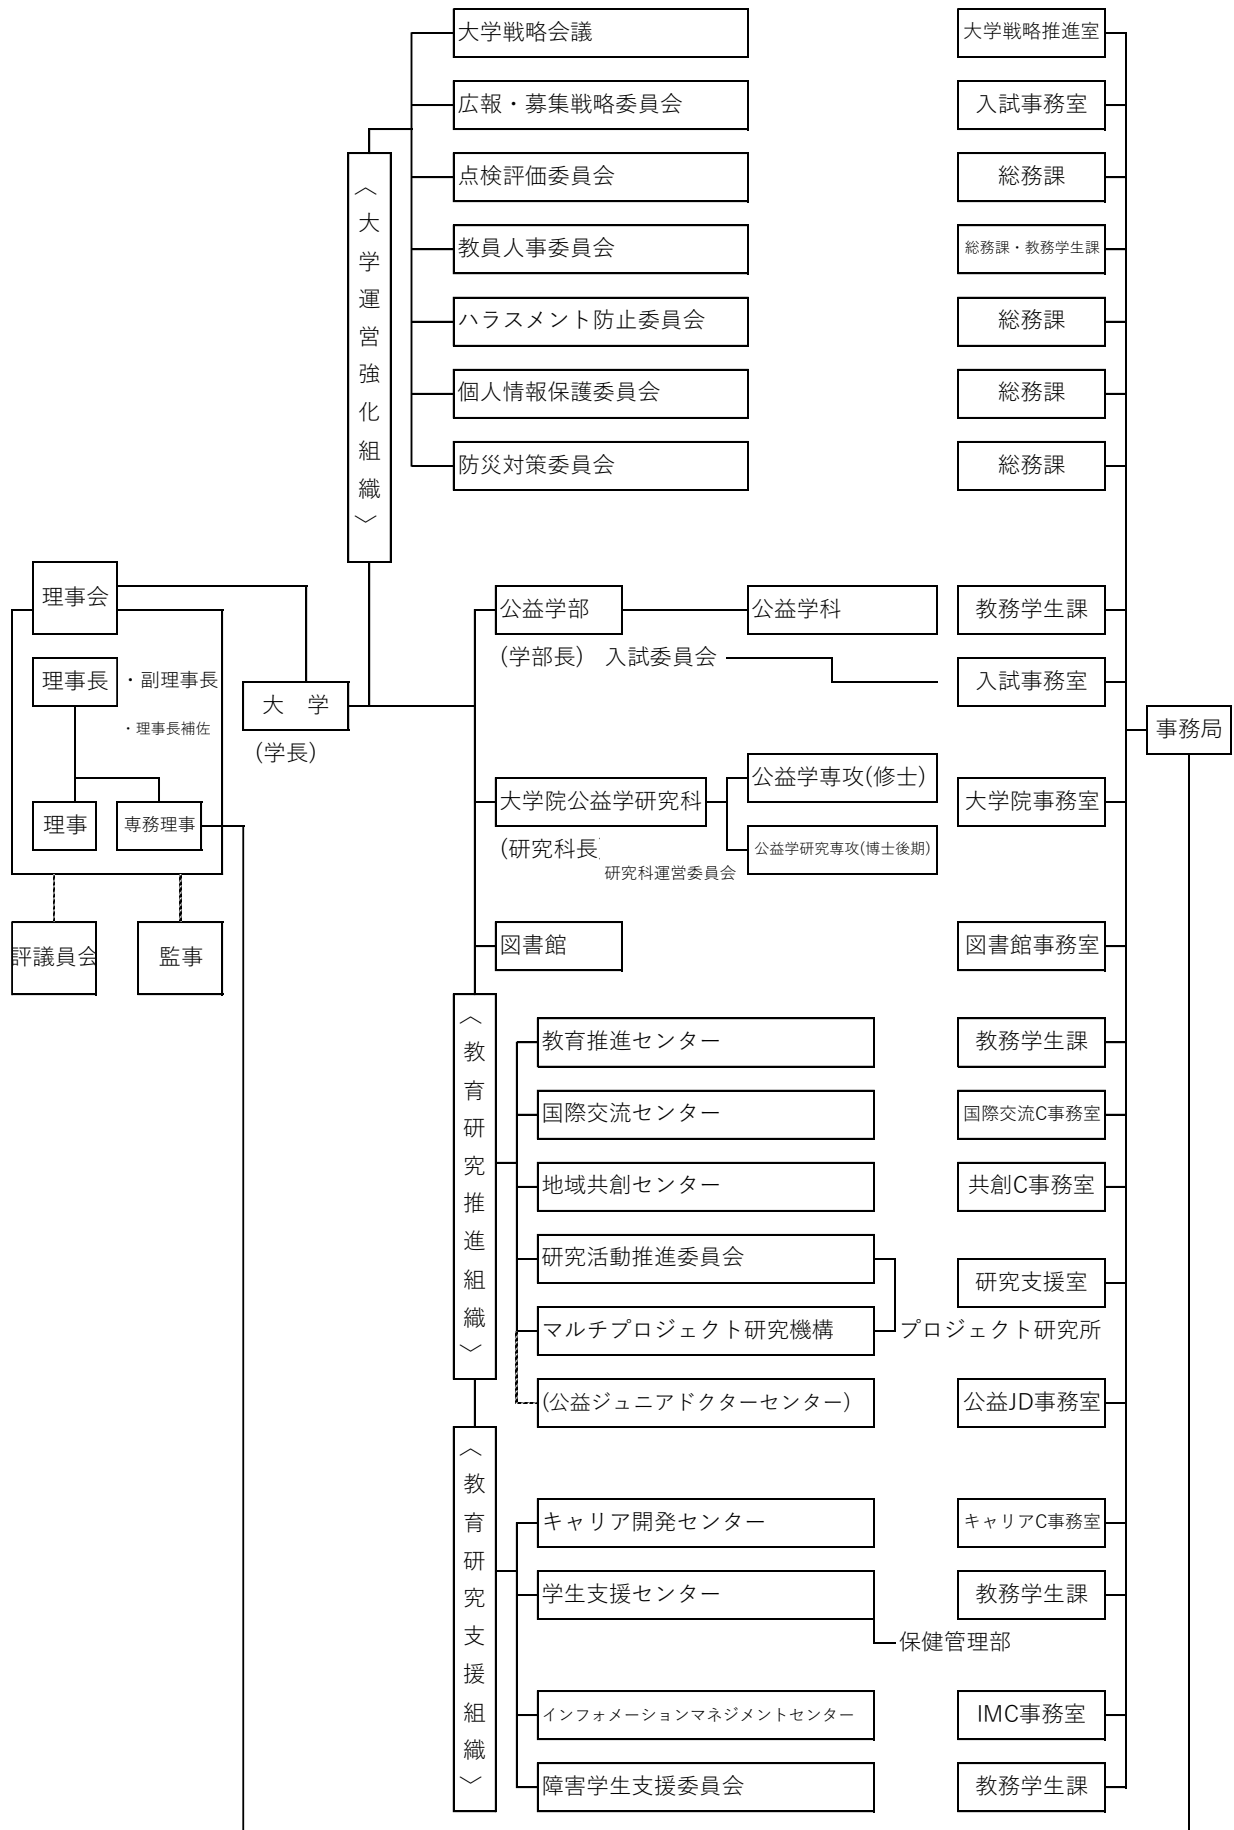 大学戦略会議
大学戦略推進室
広報・募集戦略委員会
入試事務室
点検評価委員会
総務課
教員人事委員会
総務課・教務学生課
ハラスメント防止委員会
総務課
個人情報保護委員会
総務課
防災対策委員会
総務課
〈大学運営強化組織〉
理事会
理事長
・副理事長
・理事長補佐
理事
専務理事
評議員会
監事
大 学
(学長)
公益学部
公益学科
教務学生課
(学部長) 入試委員会
入試事務室
事務局
大学院公益学研究科
公益学専攻(修士)
大学院事務室
(研究科長)
研究科運営委員会
公益学研究専攻(博士後期)
図書館
図書館事務室
〈教育研究推進組織〉
教育推進センター
教務学生課
国際交流センター
国際交流C事務室
地域共創センター
共創C事務室
研究活動推進委員会
研究支援室
マルチプロジェクト研究機構
プロジェクト研究所
(公益ジュニアドクターセンター)
公益JD事務室
〈教育研究支援組織〉
キャリア開発センター
キャリアC事務室
学生支援センター
教務学生課
保健管理部
インフォメーションマネジメントセンター
IMC事務室
障害学生支援委員会
教務学生課